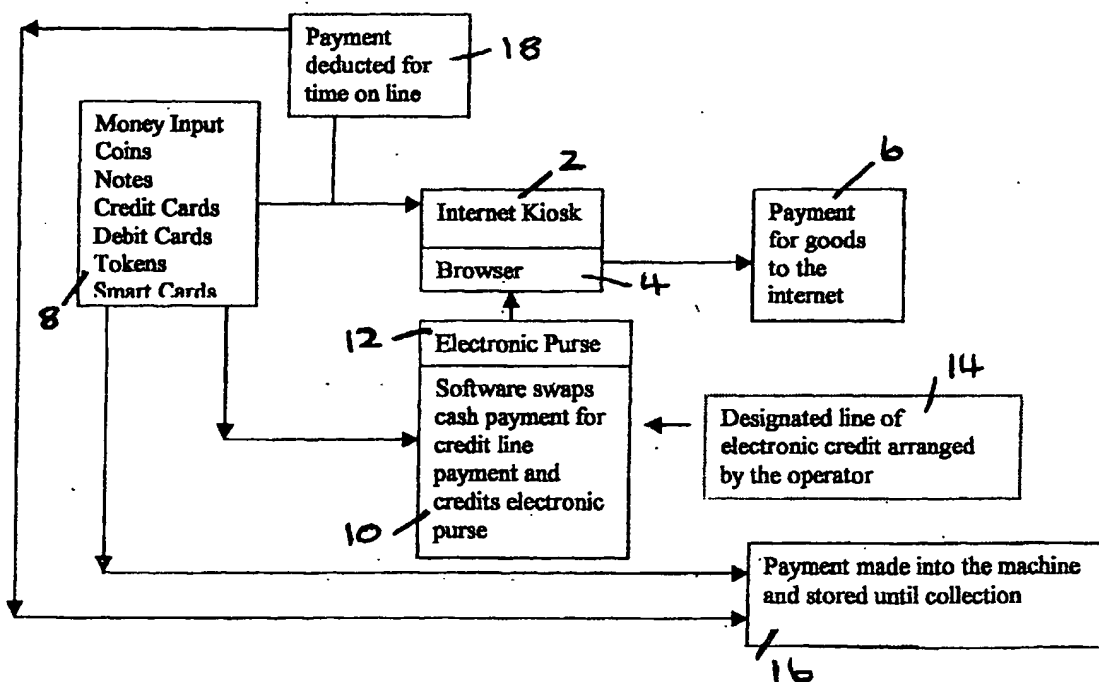 Payment
deducted for
time on line
18
Money Input
Coins
Notes
Credit Cards
Debit Cards
Tokens
Smart Cards
8
2
Internet Kiosk
Browser
4
6
Payment
for goods
to the
internet
12
Electronic Purse
Software swaps
cash payment for
credit line
payment and
credits electronic
purse
10
14
Designated line of
electronic credit arranged
by the operator
Payment made into the machine
and stored until collection
16